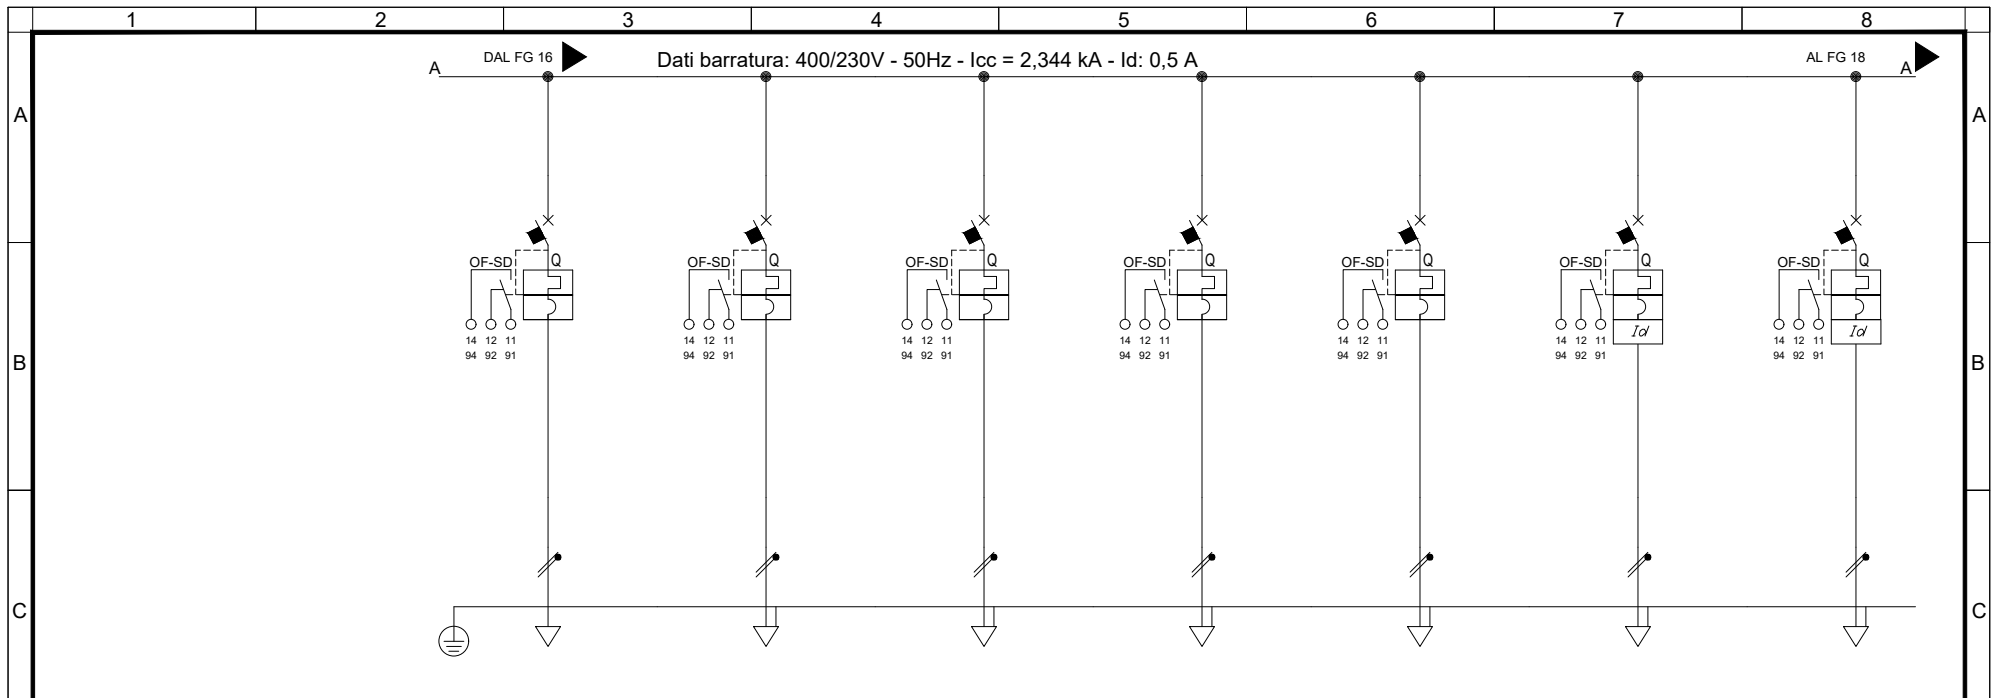 1 2 3 4 5 6 7 8
DAL FG 16 Dati barratura: 400/230V - 50Hz - Icc = 2,344 kA - Id: 0,5 A AL FG 18
A A
A A
Q Q Q Q Q Q Q
OF-SD OF-SD OF-SD OF-SD OF-SD OF-SD OF-SD
Id Id
14 12 11 14 12 11 14 12 11 14 12 11 14 12 11 14 12 11 14 12 11
94 92 91 94 92 91 94 92 91 94 92 91 94 92 91 94 92 91 94 92 91
B B
C C